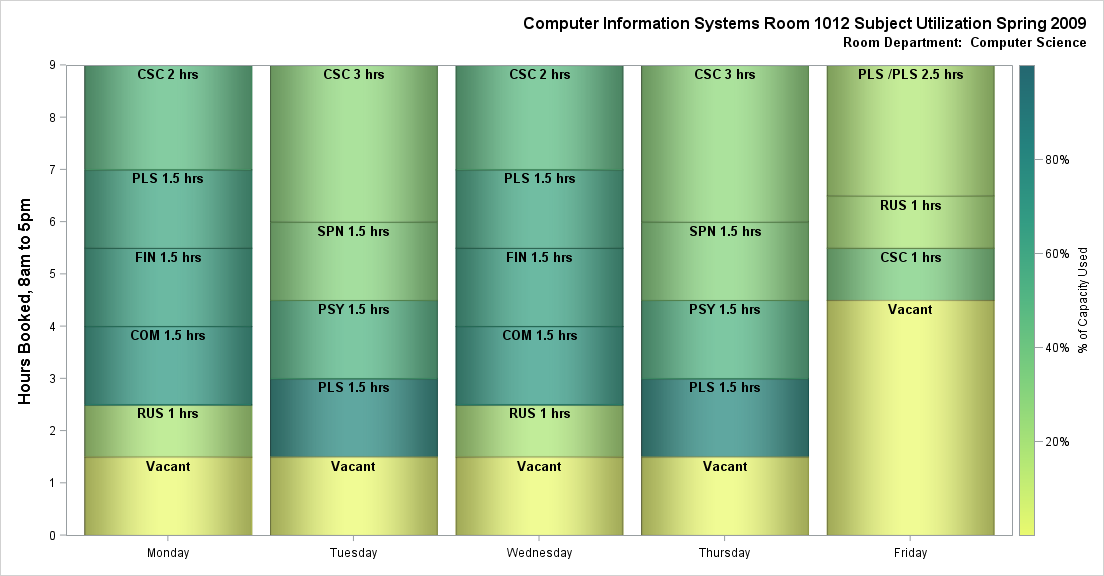 Computer Information Systems Room 1012 Subject Utilization Spring 2009
Room Department: Computer Science
Hours Booked, 8am to 5pm
9
8
7
6
5
4
3
2
1
0
CSC 2 hrs
PLS 1.5 hrs
FIN 1.5 hrs
COM 1.5 hrs
RUS 1 hrs
Vacant
Monday
CSC 3 hrs
SPN 1.5 hrs
PSY 1.5 hrs
PLS 1.5 hrs
Vacant
Tuesday
CSC 2 hrs
PLS 1.5 hrs
FIN 1.5 hrs
COM 1.5 hrs
RUS 1 hrs
Vacant
Wednesday
CSC 3 hrs
SPN 1.5 hrs
PSY 1.5 hrs
PLS 1.5 hrs
Vacant
Thursday
PLS /PLS 2.5 hrs
RUS 1 hrs
CSC 1 hrs
Vacant
Friday
80%
60%
40%
20%
% of Capacity Used